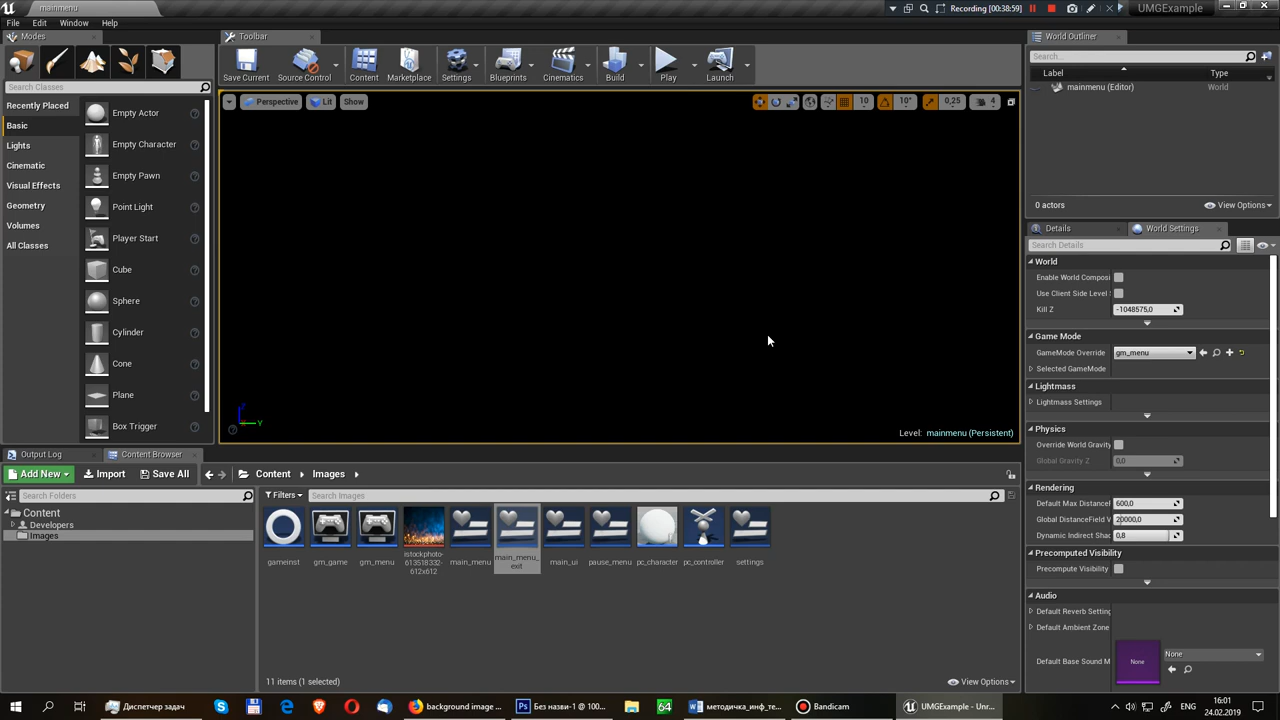 mainmenu
Recording [00:38:59]
UMGExample
File Edit Window Help
Modes
Toolbar
World Outliner
Search Classes
Save Current
Source Control
Content
Marketplace
Settings
Blueprints
Cinematics
Build
Play
Launch
Search...
Label Type
mainmenu (Editor) World
0 actors
View Options
Recently Placed
Basic
Lights
Cinematic
Visual Effects
Geometry
Volumes
All Classes
Empty Actor
Empty Character
Empty Pawn
Point Light
Player Start
Cube
Sphere
Cylinder
Cone
Plane
Box Trigger
Perspective
Lit
Show
10
10°
0,25
4
Level: mainmenu (Persistent)
Details
World Settings
Search Details
World
Enable World Composi
Use Client Side Level
Kill Z -1048575,0
Game Mode
GameMode Override gm_menu
Selected GameMode
Lightmass
Lightmass Settings
Physics
Override World Gravity
Global Gravity Z 0,0
Rendering
Default Max Distance 600,0
Global DistanceField V 20000,0
Dynamic Indirect Shad 0,8
Precomputed Visibility
Precompute Visibility
Audio
Default Reverb Setting
Default Ambient Zone
Default Base Sound M None
None
Output Log
Content Browser
Add New
Import
Save All
Content
Images
Search Folders
Filters
Search Images
Content
Developers
Images
gameinst
gm_game
gm_menu
istockphoto-
613518332-
612x612
main_menu
main_menu_
exit
main_ui
pause_menu
pc_character
pc_controller
settings
11 items (1 selected)
View Options
Диспетчер задач
background image ...
Без назви-1 @ 100...
64
методичка_инф_те...
Bandicam
UMGExample - Unr...
16:01
24.02.2019